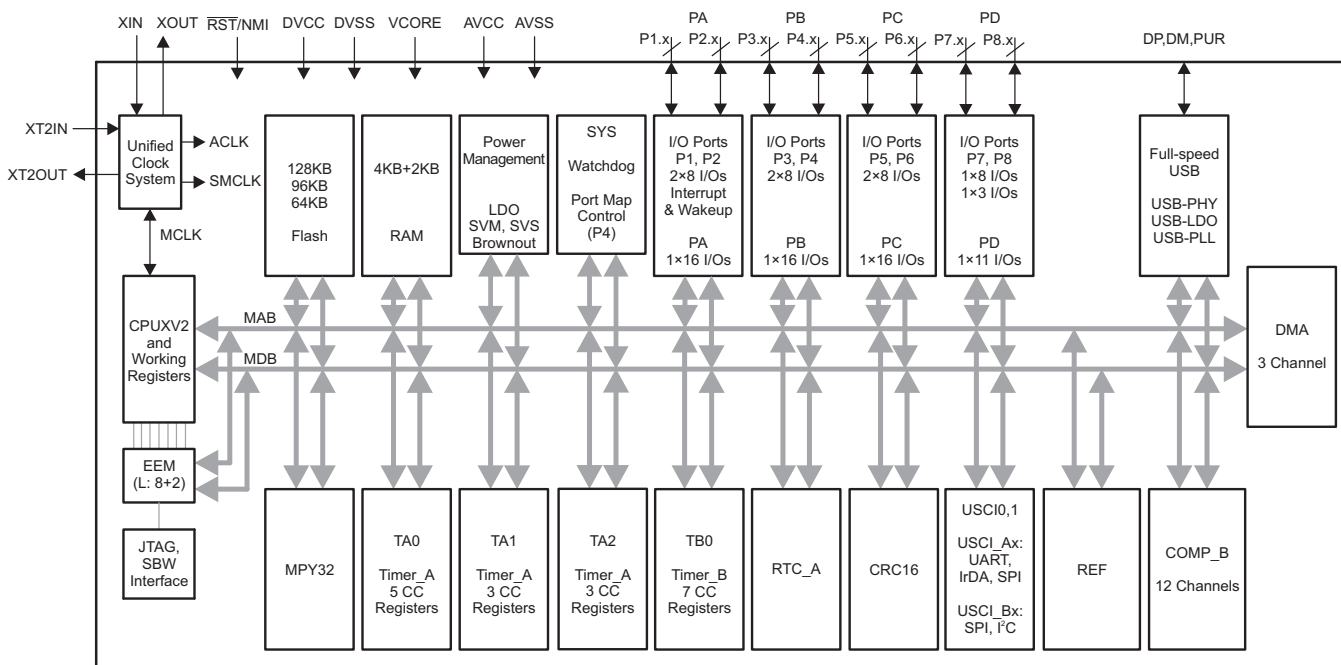 XIN
XOUT
RST/NMI
DVCC
DVSS
VCORE
AVCC
AVSS
PA
P1.x
P2.x
PB
P3.x
P4.x
PC
P5.x
P6.x
PD
P7.x
P8.x
DP,DM,PUR
XT2IN
XT2OUT
Unified
Clock
System
ACLK
SMCLK
MCLK
128KB
96KB
64KB
Flash
4KB+2KB
RAM
Power
Management
LDO
SVM, SVS
Brownout
SYS
Watchdog
Port Map
Control
(P4)
I/O Ports
P1, P2
2×8 I/Os
Interrupt
& Wakeup
PA
1×16 I/Os
I/O Ports
P3, P4
2×8 I/Os
PB
1×16 I/Os
I/O Ports
P5, P6
2×8 I/Os
PC
1×16 I/Os
I/O Ports
P7, P8
1×8 I/Os
1×3 I/Os
PD
1×11 I/Os
Full-speed
USB
USB-PHY
USB-LDO
USB-PLL
CPUXV2
and
Working
Registers
MAB
MDB
DMA
3 Channel
EEM
(L: 8+2)
JTAG,
SBW
Interface
MPY32
TA0
Timer_A
5 CC
Registers
TA1
Timer_A
3 CC
Registers
TA2
Timer_A
3 CC
Registers
TB0
Timer_B
7 CC
Registers
RTC_A
CRC16
USCI0,1
USCI_Ax:
UART,
IrDA, SPI
USCI_Bx:
SPI, I²C
REF
COMP_B
12 Channels